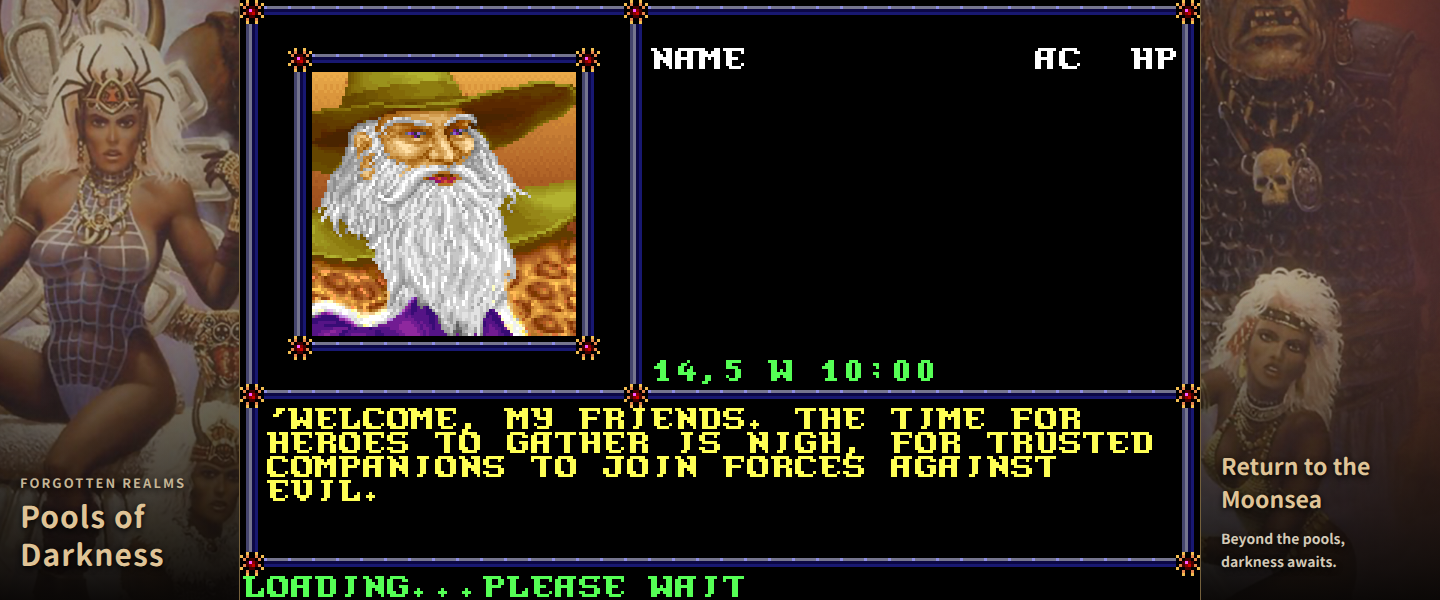 NAME AC HP
14,5 W 10:00
"WELCOME, MY FRIENDS. THE TIME FOR
HEROES TO GATHER IS NIGH, FOR TRUSTED
COMPANIONS TO JOIN FORCES AGAINST
EVIL.
LOADING...PLEASE WAIT
FORGOTTEN REALMS
Pools of
Darkness
Return to the
Moonsea
Beyond the pools,
darkness awaits.